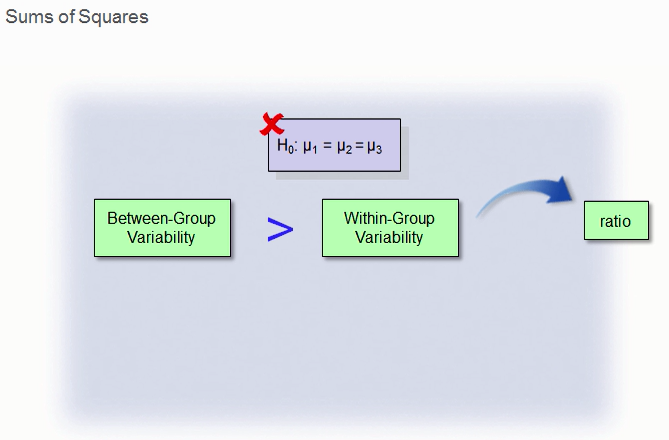 Sums of Squares
H₀: μ₁ = μ₂ = μ₃
Between-Group
Variability
>
Within-Group
Variability
ratio